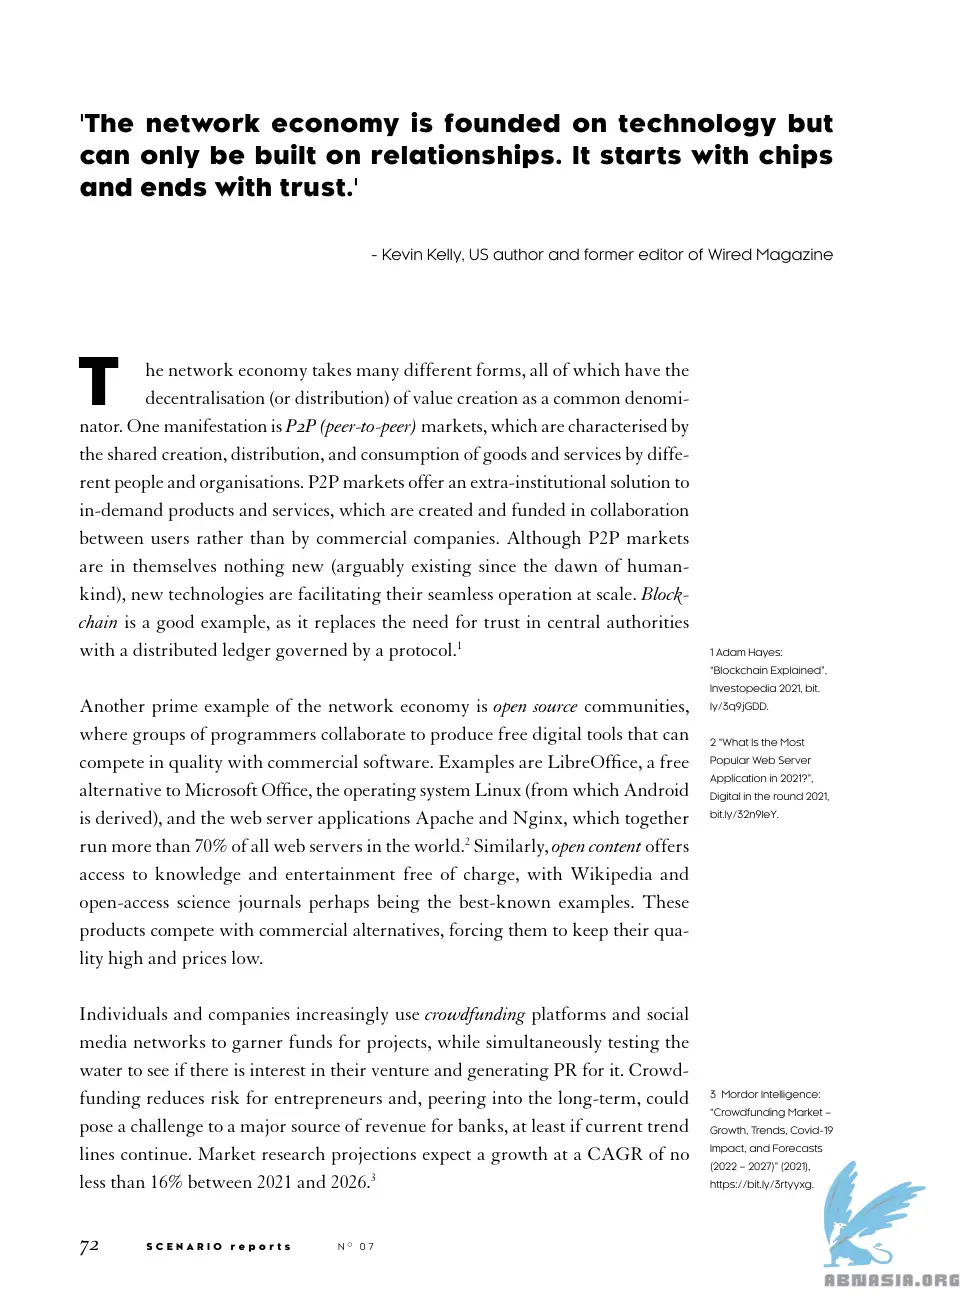 'The network economy is founded on technology but
can only be built on relationships. It starts with chips
and ends with trust.'
- Kevin Kelly, US author and former editor of Wired Magazine
The network economy takes many different forms, all of which have the
decentralisation (or distribution) of value creation as a common denomi-
nator. One manifestation is P2P (peer-to-peer) markets, which are characterised by
the shared creation, distribution, and consumption of goods and services by diffe-
rent people and organisations. P2P markets offer an extra-institutional solution to
in-demand products and services, which are created and funded in collaboration
between users rather than by commercial companies. Although P2P markets
are in themselves nothing new (arguably existing since the dawn of human-
kind), new technologies are facilitating their seamless operation at scale. Block-
chain is a good example, as it replaces the need for trust in central authorities
with a distributed ledger governed by a protocol.1
1 Adam Hayes:
"Blockchain Explained",
Investopedia 2021, bit.
ly/3q9jGDD.
Another prime example of the network economy is open source communities,
where groups of programmers collaborate to produce free digital tools that can
compete in quality with commercial software. Examples are LibreOffice, a free
alternative to Microsoft Office, the operating system Linux (from which Android
is derived), and the web server applications Apache and Nginx, which together
run more than 70% of all web servers in the world.2 Similarly, open content offers
access to knowledge and entertainment free of charge, with Wikipedia and
open-access science journals perhaps being the best-known examples. These
products compete with commercial alternatives, forcing them to keep their qua-
lity high and prices low.
2 "What Is the Most
Popular Web Server
Application in 2021?",
Digital in the round 2021,
bit.ly/32n9IeY.
Individuals and companies increasingly use crowdfunding platforms and social
media networks to garner funds for projects, while simultaneously testing the
water to see if there is interest in their venture and generating PR for it. Crowd-
funding reduces risk for entrepreneurs and, peering into the long-term, could
pose a challenge to a major source of revenue for banks, at least if current trend
lines continue. Market research projections expect a growth at a CAGR of no
less than 16% between 2021 and 2026.3
3 Mordor Intelligence:
"Crowdfunding Market –
Growth, Trends, Covid-19
Impact, and Forecasts
(2022 – 2027)" (2021),
https://bit.ly/3rtyyxg.
72 SCENARIO reports Nº 07
ABNASIA.ORG